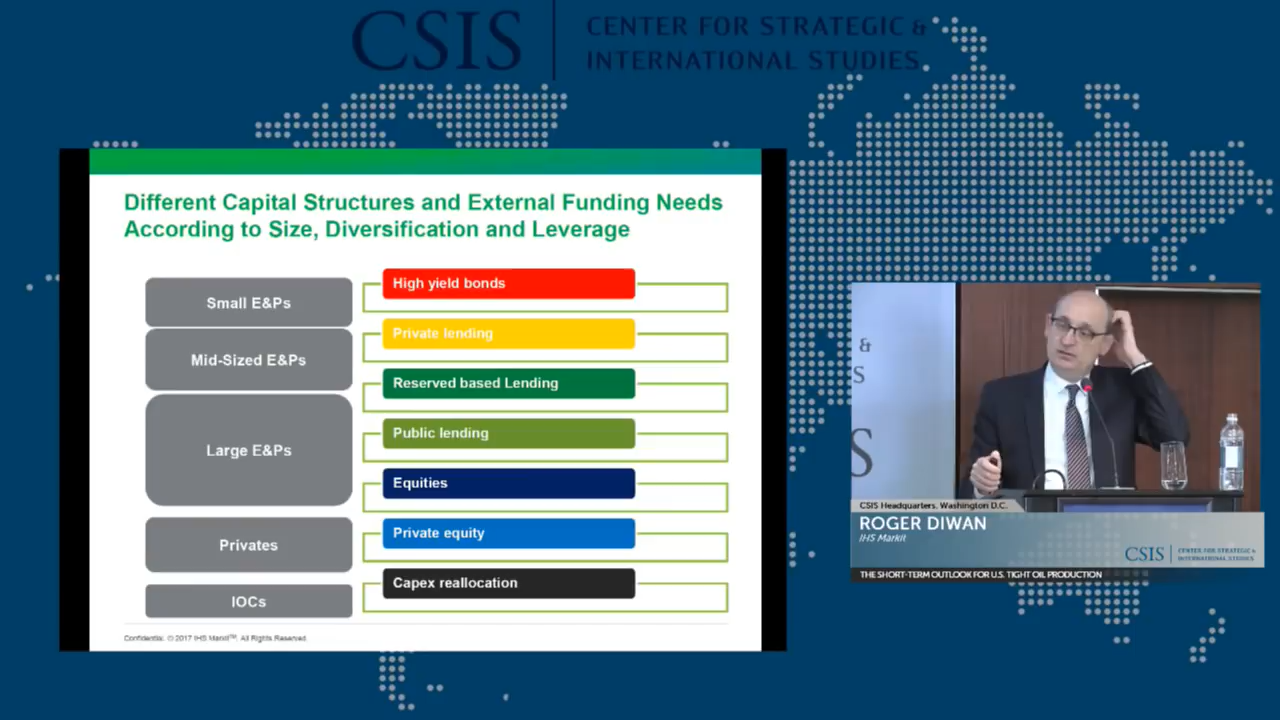 CSIS
CENTER FOR STRATEGIC &
INTERNATIONAL STUDIES
Different Capital Structures and External Funding Needs
According to Size, Diversification and Leverage
Small E&Ps
Mid-Sized E&Ps
Large E&Ps
Privates
IOCs
High yield bonds
Private lending
Reserved based Lending
Public lending
Equities
Private equity
Capex reallocation
Confidential. © 2017 IHS Markit™. All Rights Reserved.
&
S
S
CSIS Headquarters, Washington D.C.
ROGER DIWAN
IHS Markit
CSIS
CENTER FOR STRATEGIC &
INTERNATIONAL STUDIES
THE SHORT-TERM OUTLOOK FOR U.S. TIGHT OIL PRODUCTION